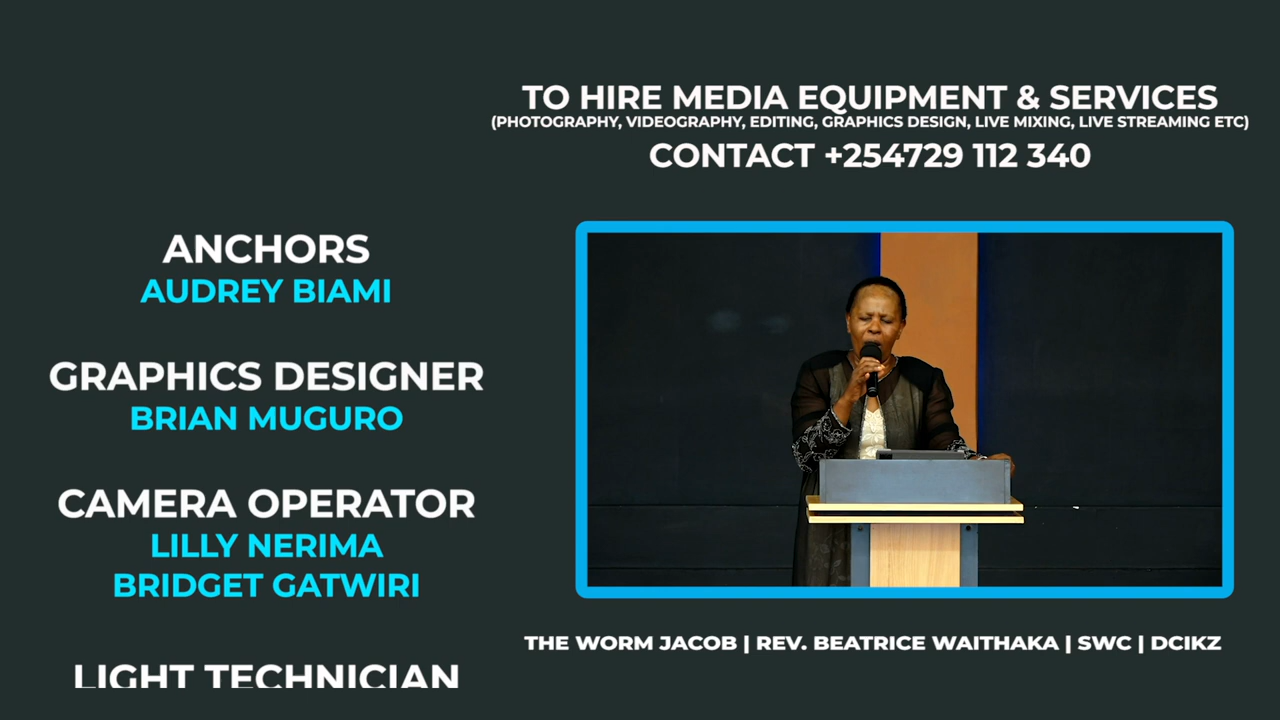 TO HIRE MEDIA EQUIPMENT & SERVICES
(PHOTOGRAPHY, VIDEOGRAPHY, EDITING, GRAPHICS DESIGN, LIVE MIXING, LIVE STREAMING ETC)
CONTACT +254729 112 340
ANCHORS
AUDREY BIAMI
GRAPHICS DESIGNER
BRIAN MUGURO
CAMERA OPERATOR
LILLY NERIMA
BRIDGET GATWIRI
LIGHT TECHNICIAN
THE WORM JACOB | REV. BEATRICE WAITHAKA | SWC | DCIKZ